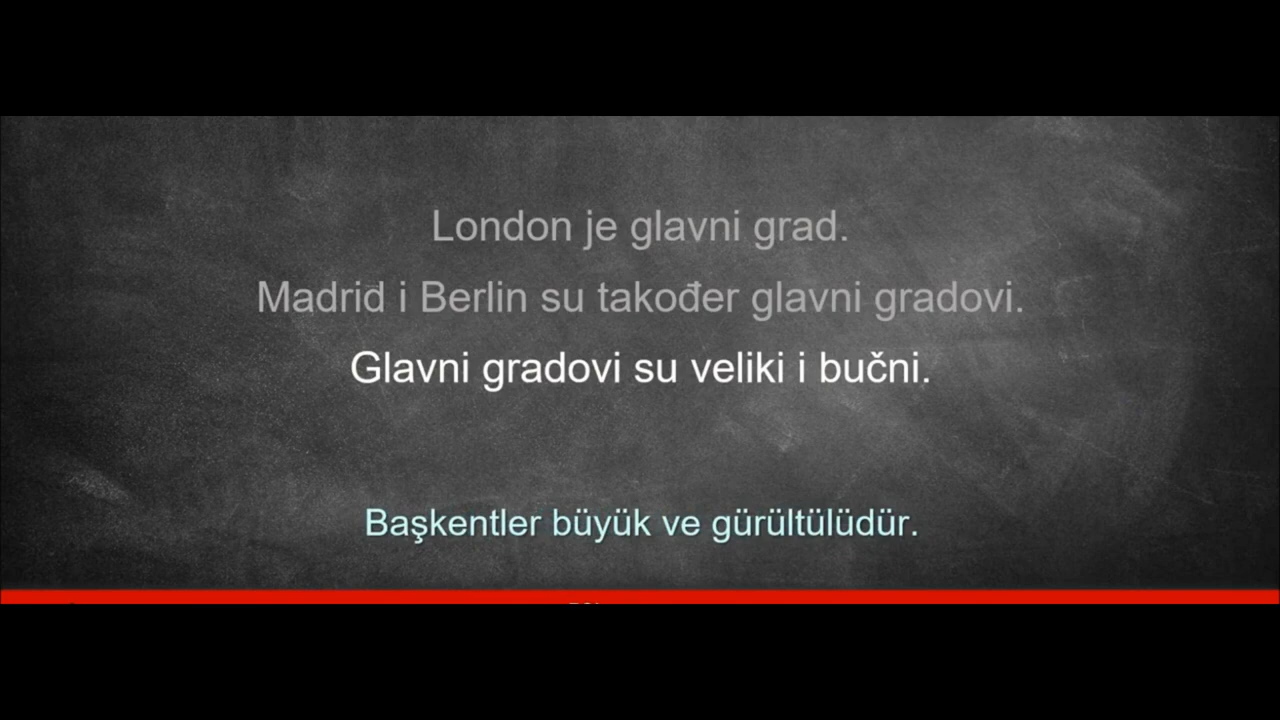 London je glavni grad.
Madrid i Berlin su također glavni gradovi.
Glavni gradovi su veliki i bučni.
Başkentler büyük ve gürültülüdür.